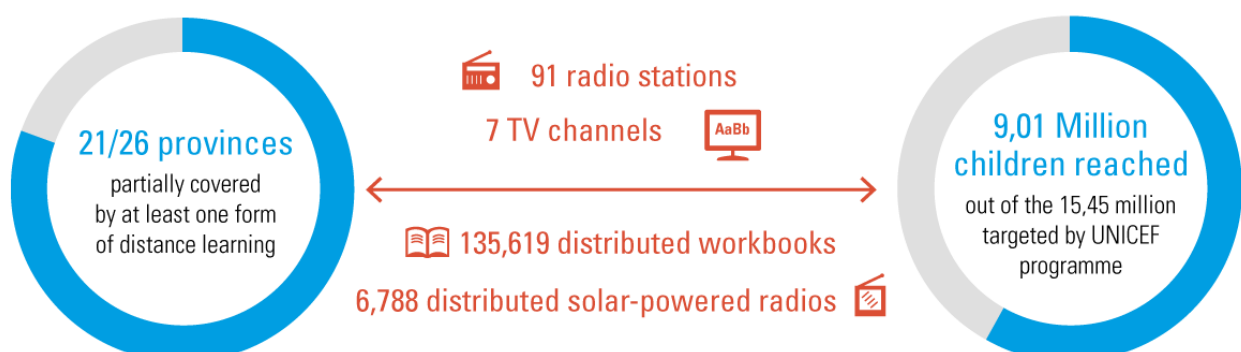 21/26 provinces
partially covered
by at least one form
of distance learning
91 radio stations
7 TV channels
AaBb
135,619 distributed workbooks
6,788 distributed solar-powered radios
9,01 Million
children reached
out of the 15,45 million
targeted by UNICEF
programme